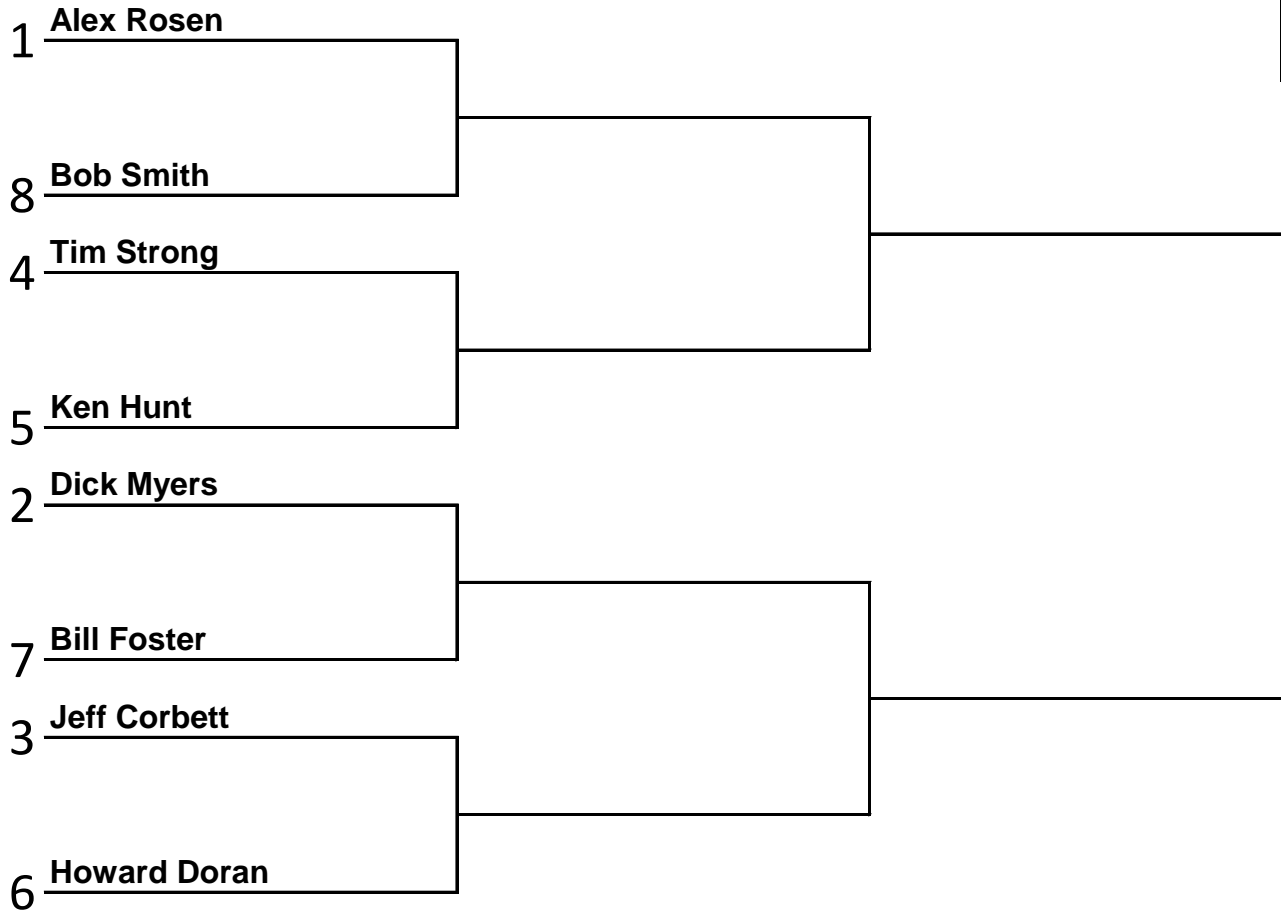 1 Alex Rosen
8 Bob Smith
4 Tim Strong
5 Ken Hunt
2 Dick Myers
7 Bill Foster
3 Jeff Corbett
6 Howard Doran